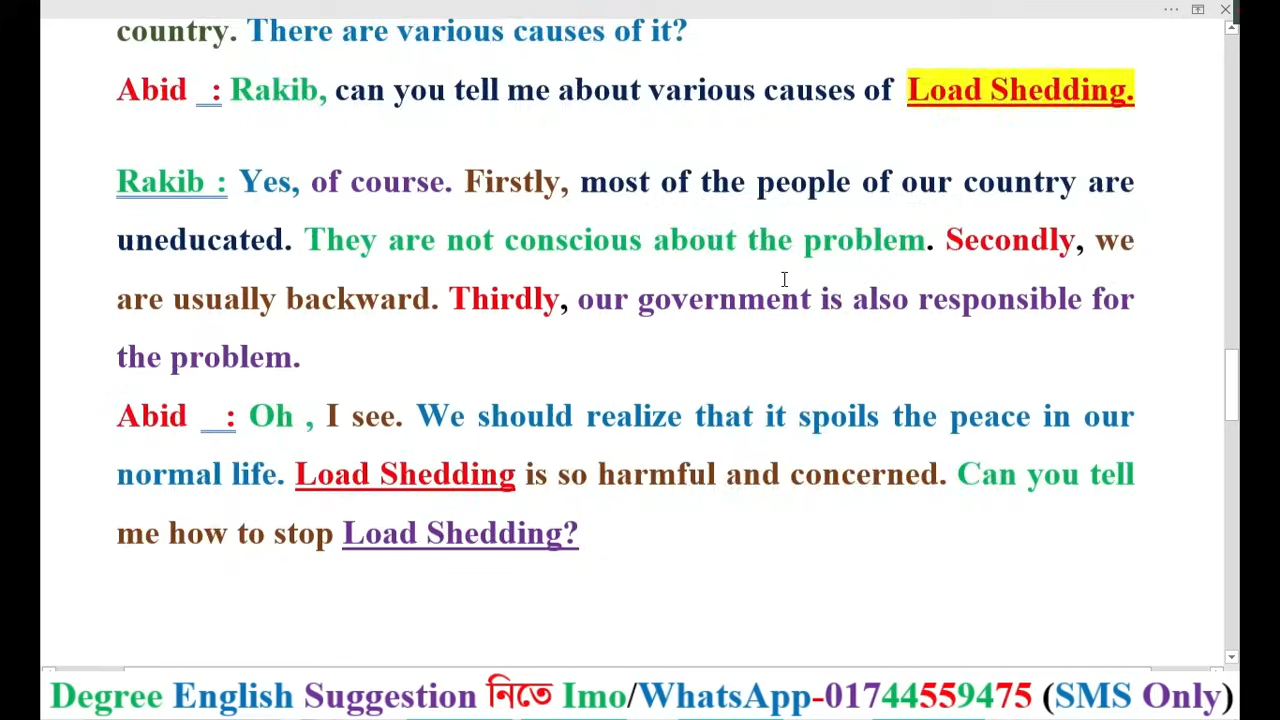 country. There are various causes of it?
Abid : Rakib, can you tell me about various causes of Load Shedding.
Rakib : Yes, of course. Firstly, most of the people of our country are
uneducated. They are not conscious about the problem. Secondly, we
are usually backward. Thirdly, our government is also responsible for
the problem.
Abid : Oh , I see. We should realize that it spoils the peace in our
normal life. Load Shedding is so harmful and concerned. Can you tell
me how to stop Load Shedding?
Degree English Suggestion নিতে Imo/WhatsApp-01744559475 (SMS Only)